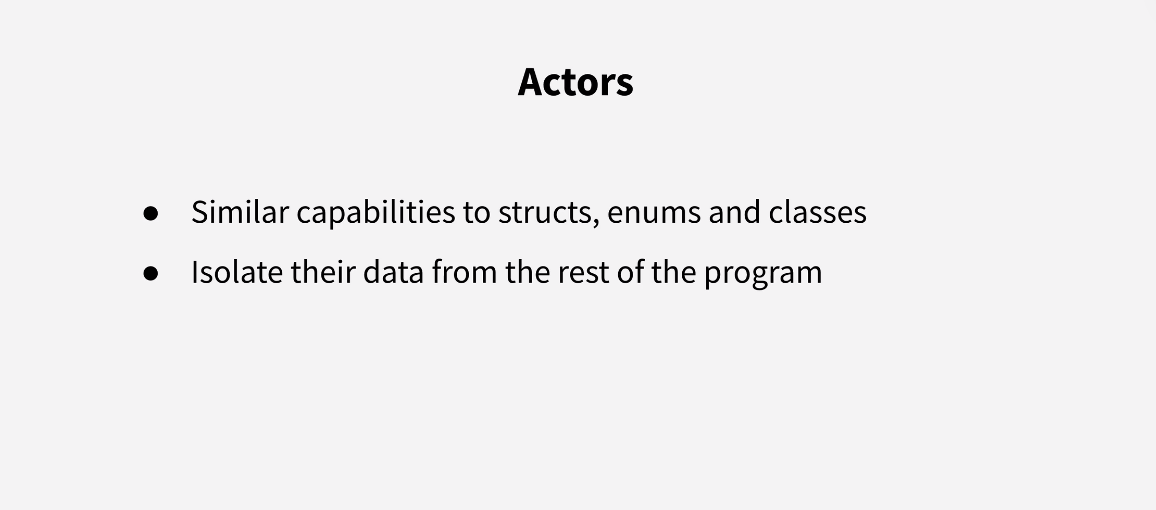 Actors
● Similar capabilities to structs, enums and classes
● Isolate their data from the rest of the program